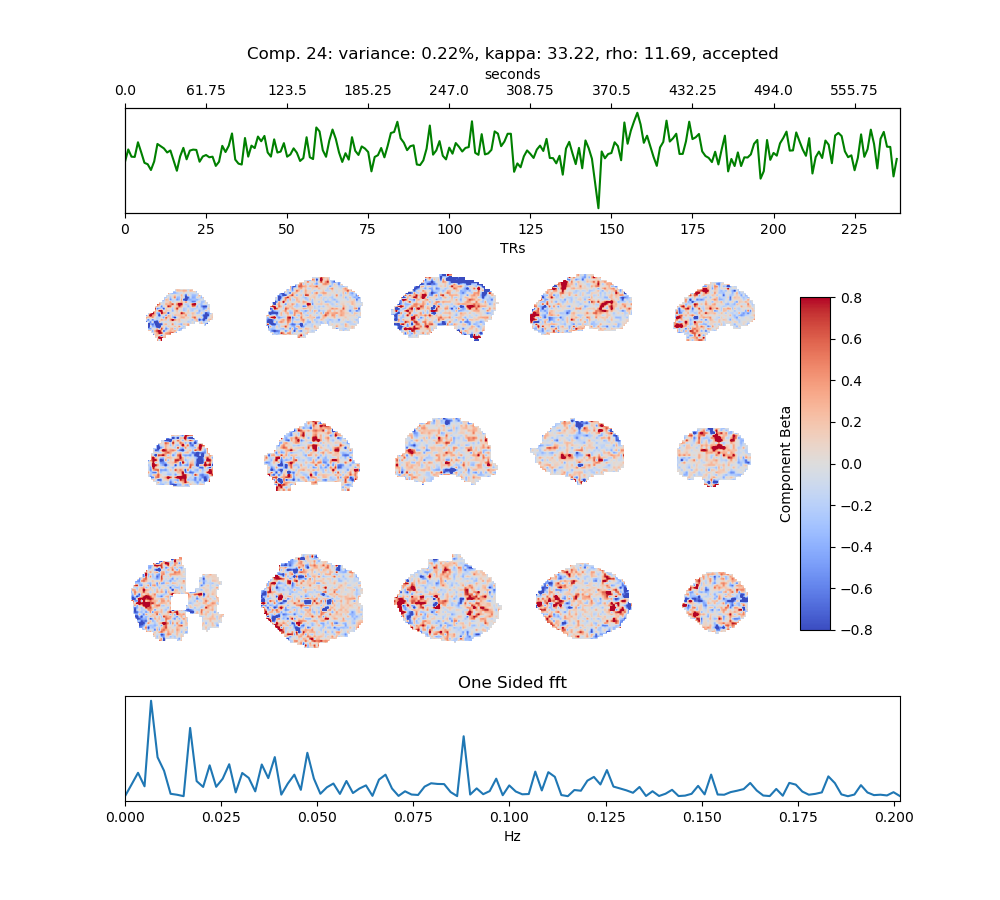 Comp. 24: variance: 0.22%, kappa: 33.22, rho: 11.69, accepted
seconds
0.0 61.75 123.5 185.25 247.0 308.75 370.5 432.25 494.0 555.75
0 25 50 75 100 125 150 175 200 225
TRs
0.8
0.6
0.4
0.2
0.0
−0.2
−0.4
−0.6
−0.8
Component Beta
One Sided fft
0.000 0.025 0.050 0.075 0.100 0.125 0.150 0.175 0.200
Hz